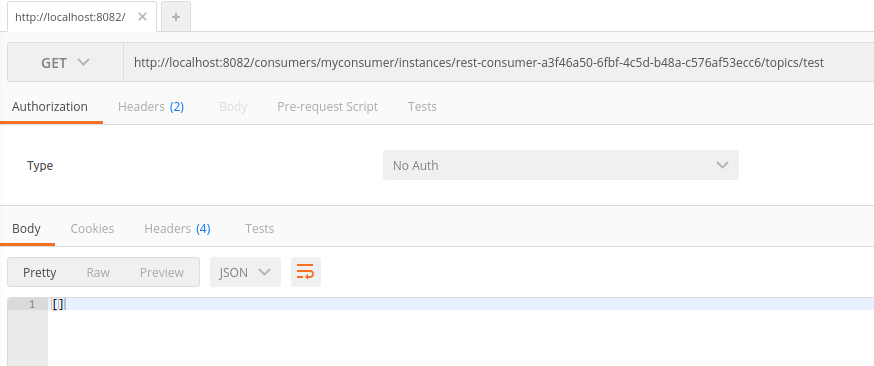 http://localhost:8082/
GET http://localhost:8082/consumers/myconsumer/instances/rest-consumer-a3f46a50-6fbf-4c5d-b48a-c576af53ecc6/topics/test
Authorization Headers (2) Body Pre-request Script Tests
Type No Auth
Body Cookies Headers (4) Tests
Pretty Raw Preview JSON
1 []